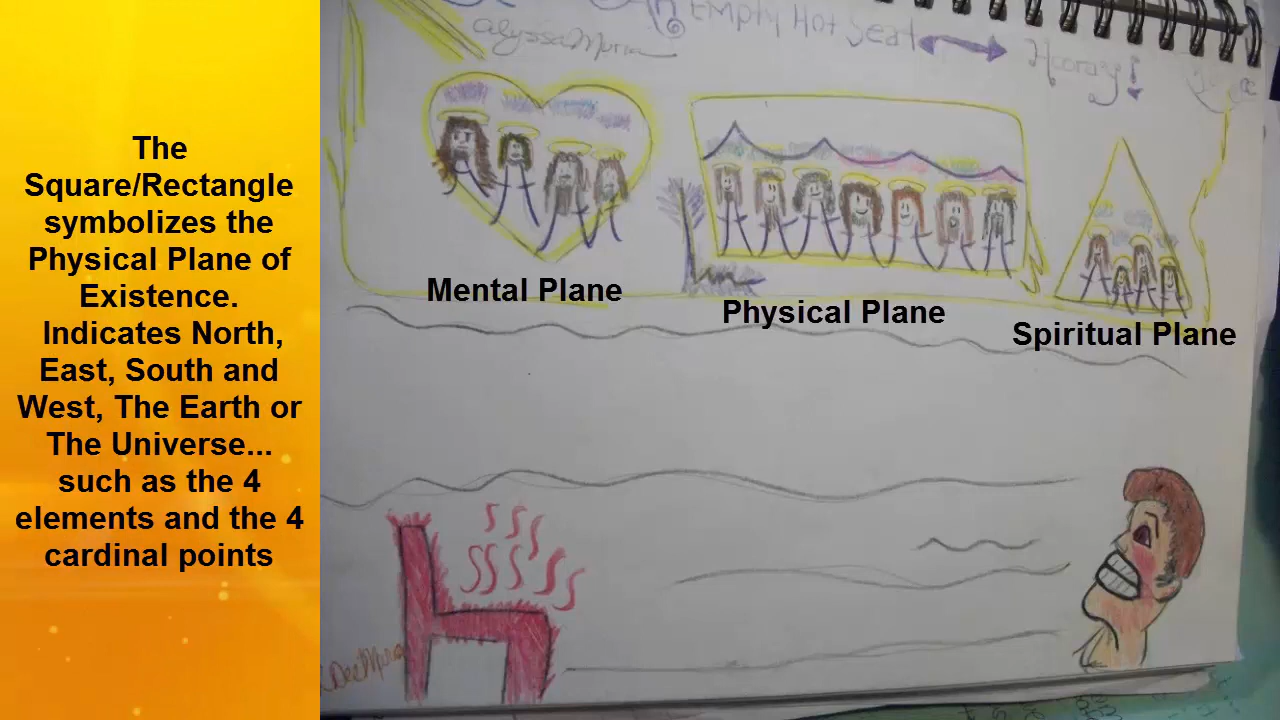 The
Square/Rectangle
symbolizes the
Physical Plane of
Existence.
Indicates North,
East, South and
West, The Earth or
The Universe...
such as the 4
elements and the 4
cardinal points
An Empty Hot Seat
Hooray!
Mental Plane
Physical Plane
Spiritual Plane